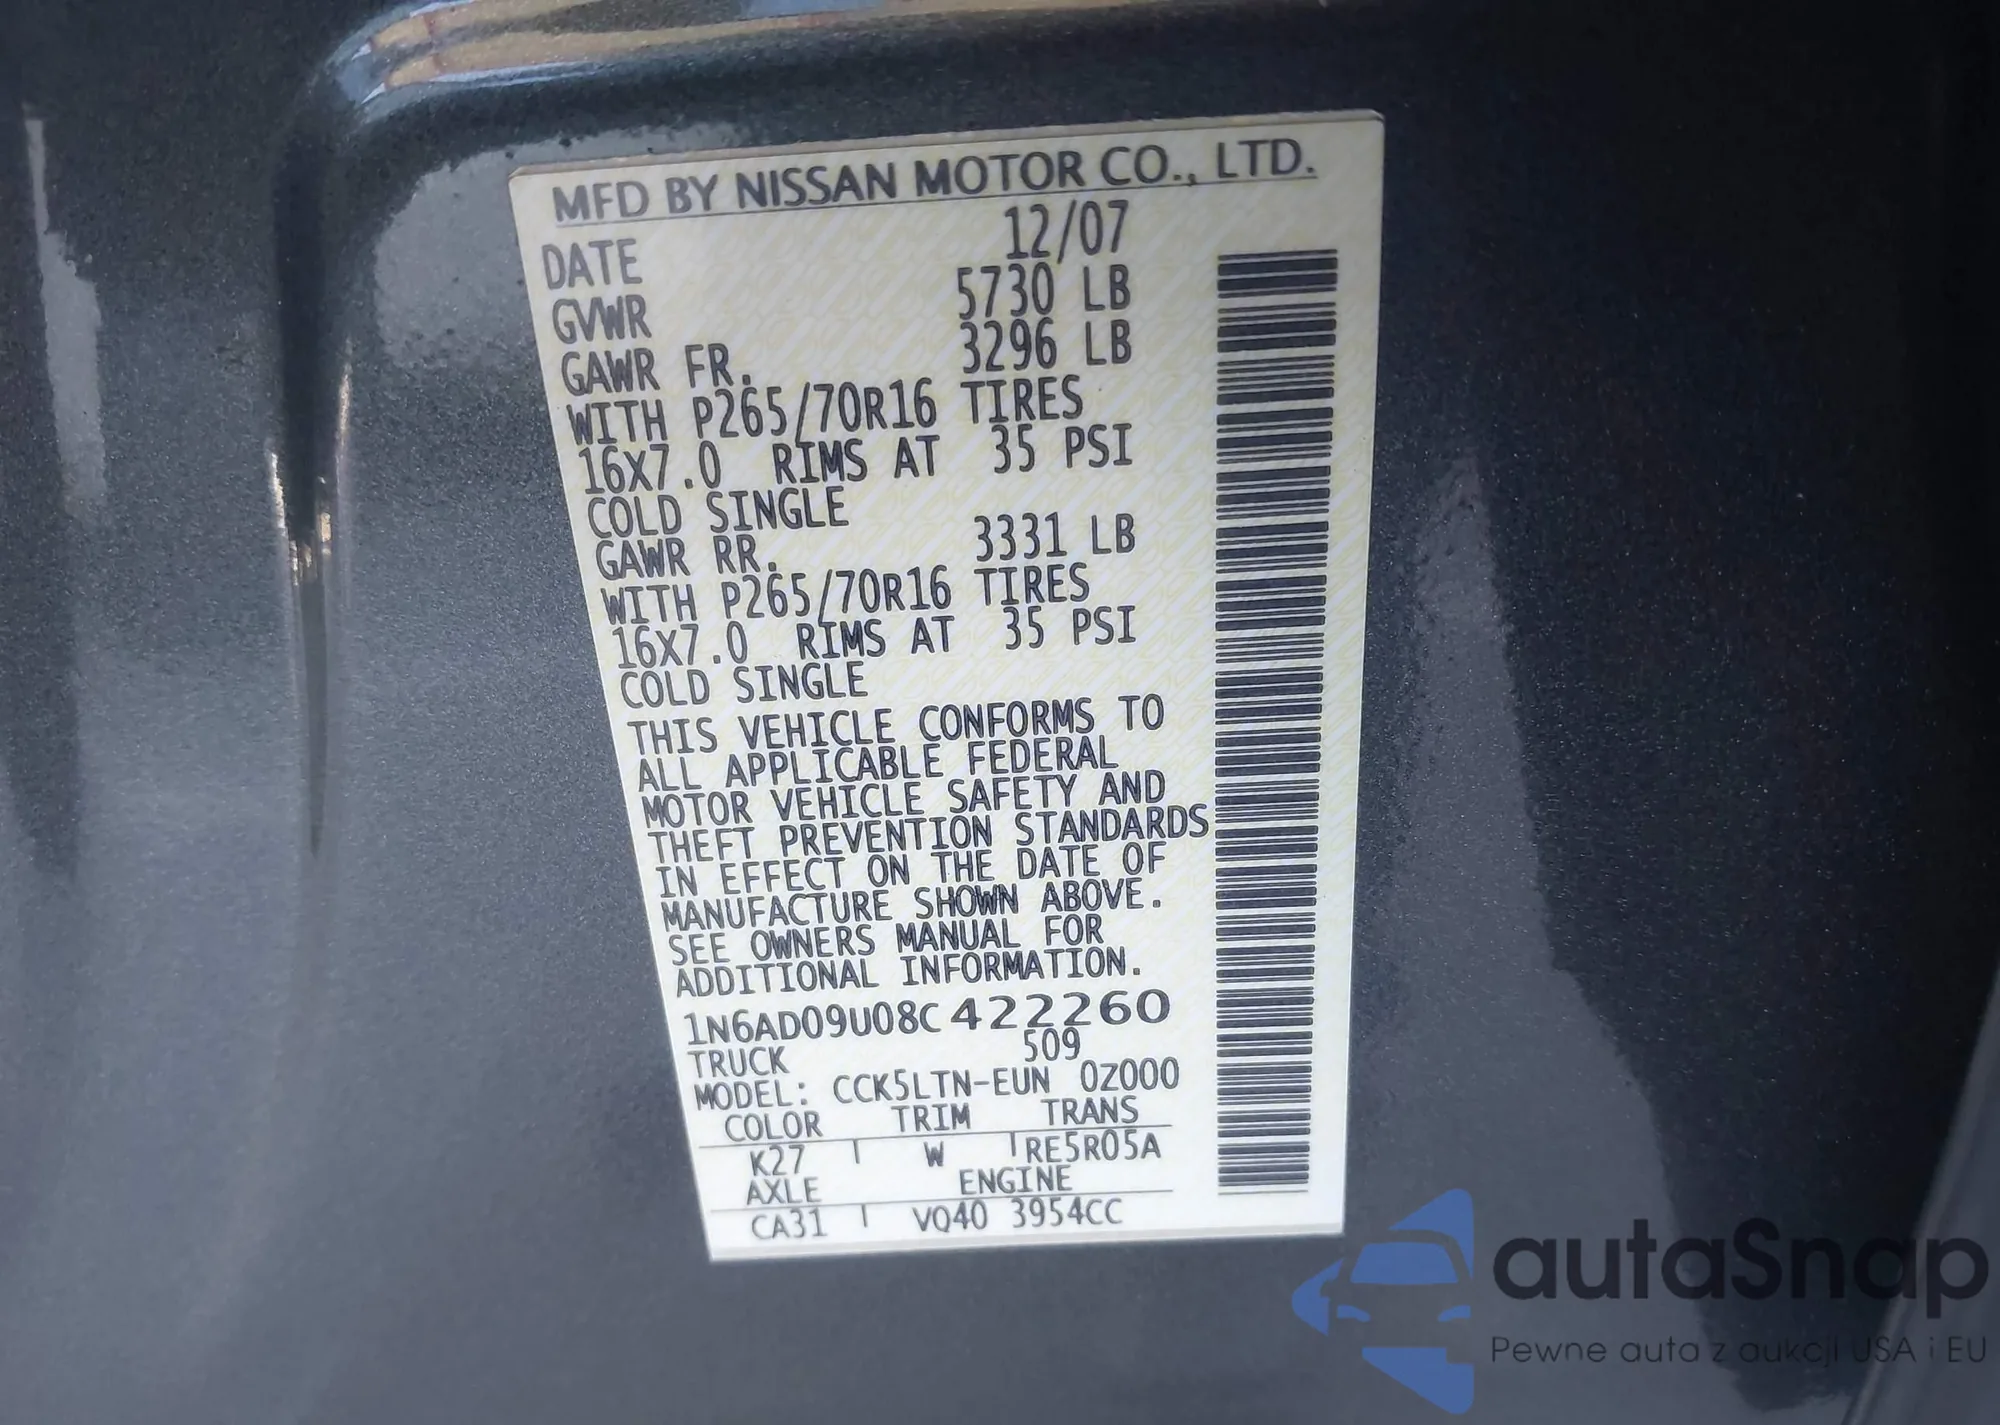 MFD BY NISSAN MOTOR CO., LTD.
DATE 12/07
GVWR 5730 LB
GAWR FR. 3296 LB
WITH P265/70R16 TIRES
16X7.0 RIMS AT 35 PSI
COLD SINGLE
GAWR RR. 3331 LB
WITH P265/70R16 TIRES
16X7.0 RIMS AT 35 PSI
COLD SINGLE
THIS VEHICLE CONFORMS TO
ALL APPLICABLE FEDERAL
MOTOR VEHICLE SAFETY AND
THEFT PREVENTION STANDARDS
IN EFFECT ON THE DATE OF
MANUFACTURE SHOWN ABOVE.
SEE OWNERS MANUAL FOR
ADDITIONAL INFORMATION.
1N6AD09U08C422260
TRUCK 509
MODEL: CCK5LTN-EUN 0Z000
COLOR TRIM TRANS
K27 W RE5R05A
AXLE ENGINE
CA31 VQ40 3954CC
autaSnap
Pewne auta z aukcji USA i EU